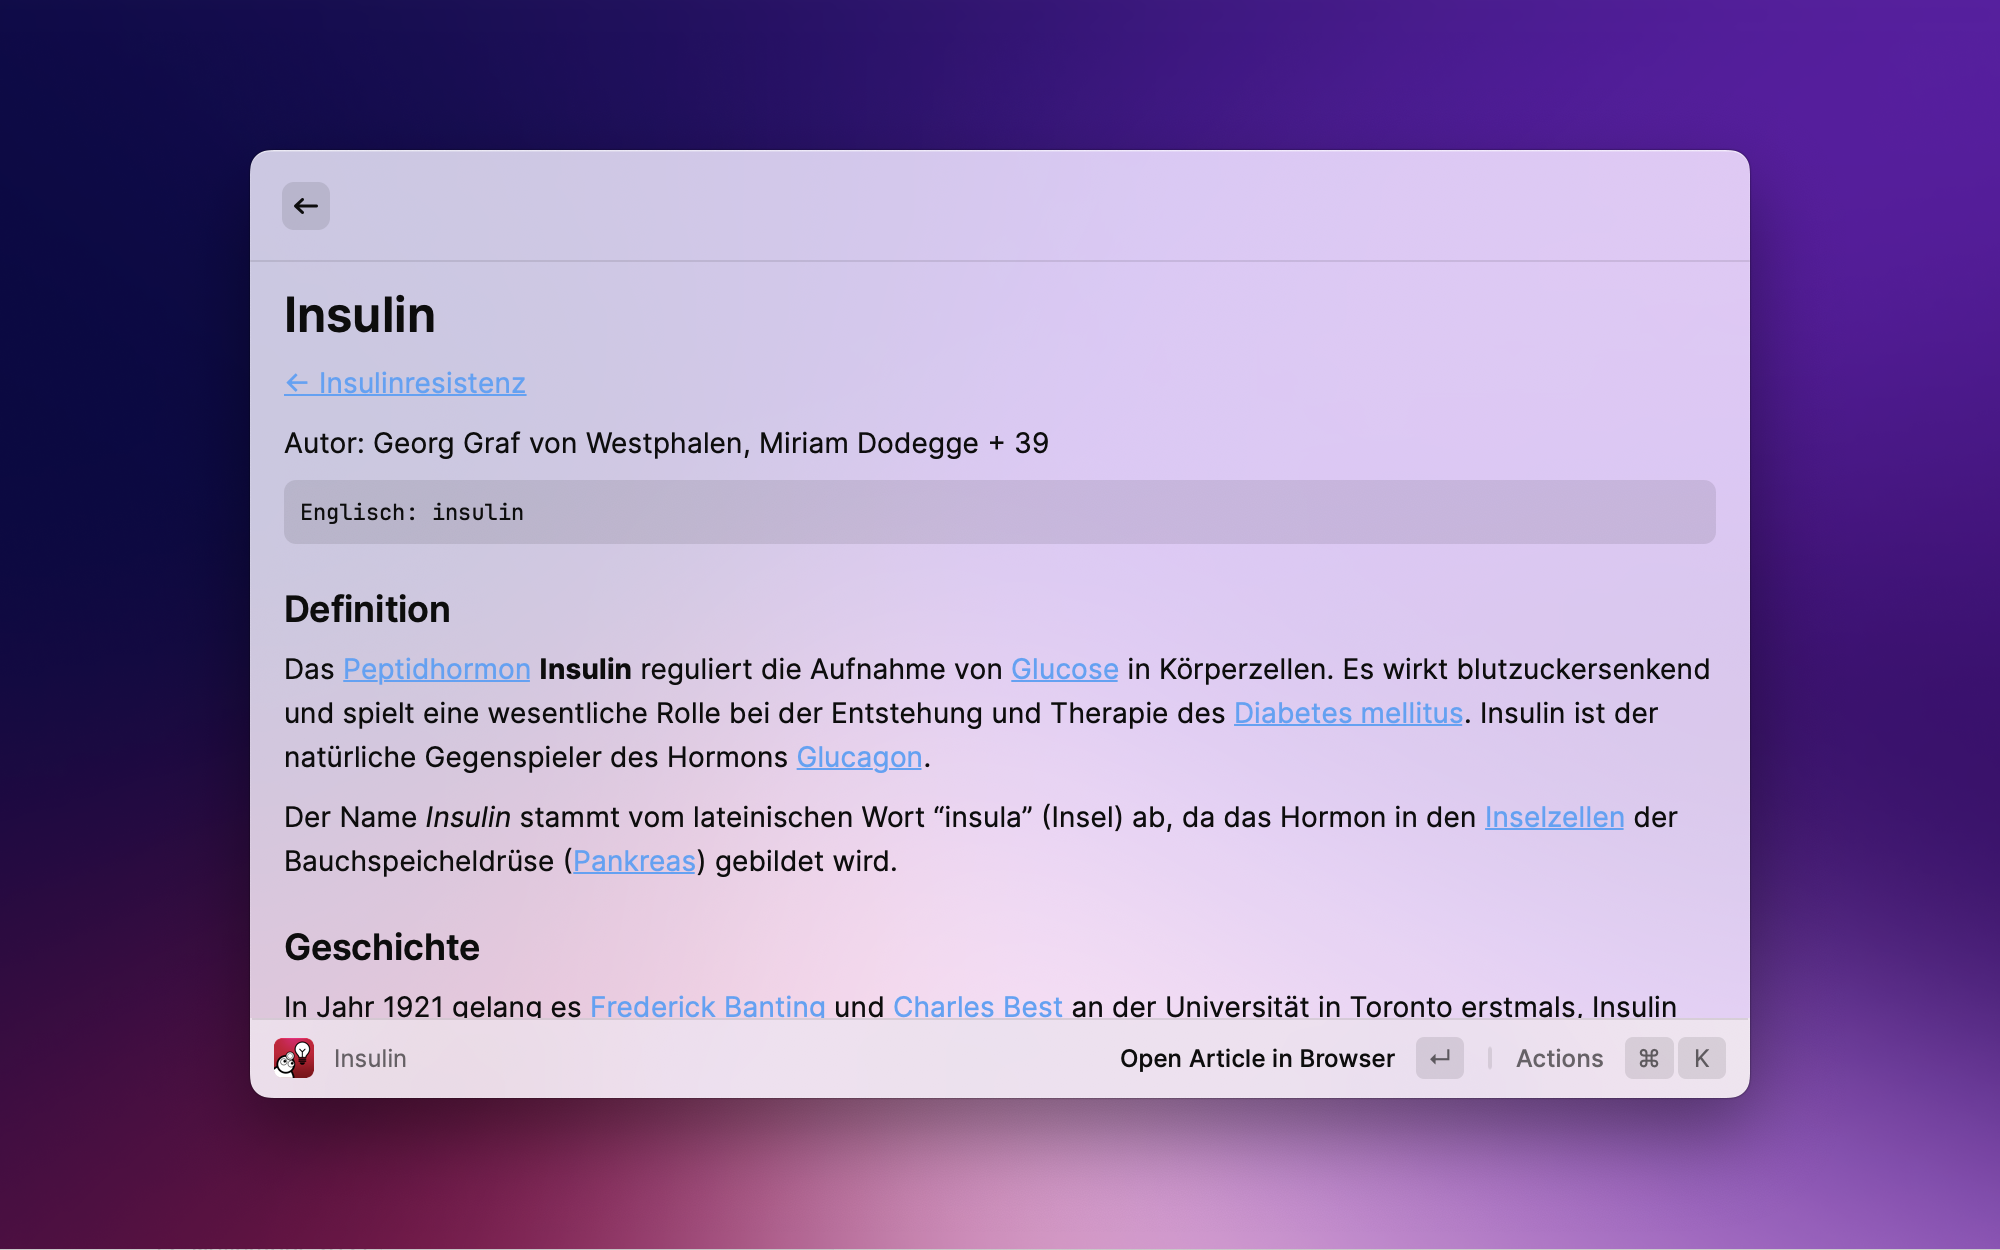 Insulin
← Insulinresistenz
Autor: Georg Graf von Westphalen, Miriam Dodegge + 39
Englisch: insulin
Definition
Das Peptidhormon Insulin reguliert die Aufnahme von Glucose in Körperzellen. Es wirkt blutzuckersenkend
und spielt eine wesentliche Rolle bei der Entstehung und Therapie des Diabetes mellitus. Insulin ist der
natürliche Gegenspieler des Hormons Glucagon.
Der Name Insulin stammt vom lateinischen Wort “insula” (Insel) ab, da das Hormon in den Inselzellen der
Bauchspeicheldrüse (Pankreas) gebildet wird.
Geschichte
In Jahr 1921 gelang es Frederick Banting und Charles Best an der Universität in Toronto erstmals, Insulin
Insulin
Open Article in Browser ↵ | Actions ⌘ K